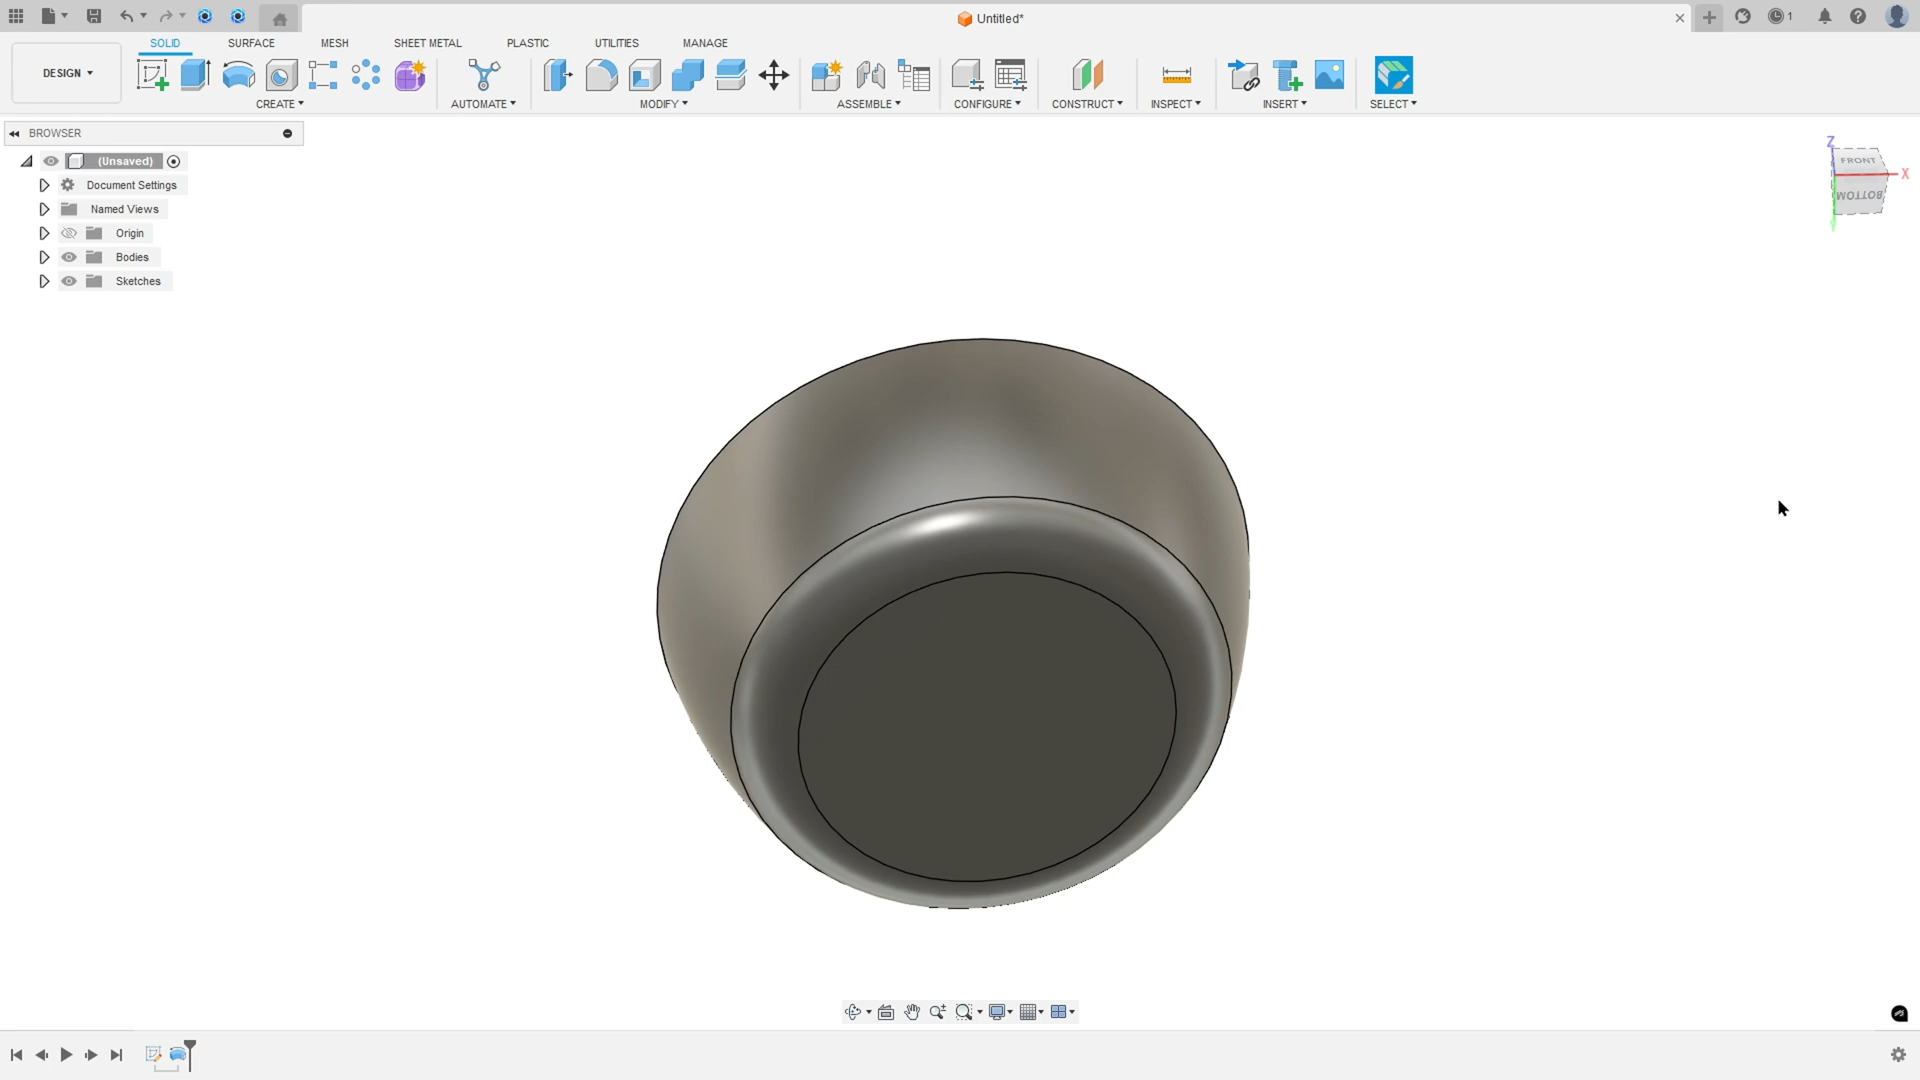 Untitled*
1
DESIGN
SOLID SURFACE MESH SHEET METAL PLASTIC UTILITIES MANAGE
CREATE AUTOMATE MODIFY ASSEMBLE CONFIGURE CONSTRUCT INSPECT INSERT SELECT
BROWSER
(Unsaved)
Document Settings
Named Views
Origin
Bodies
Sketches
Z
FRONT
X
BOTTOM